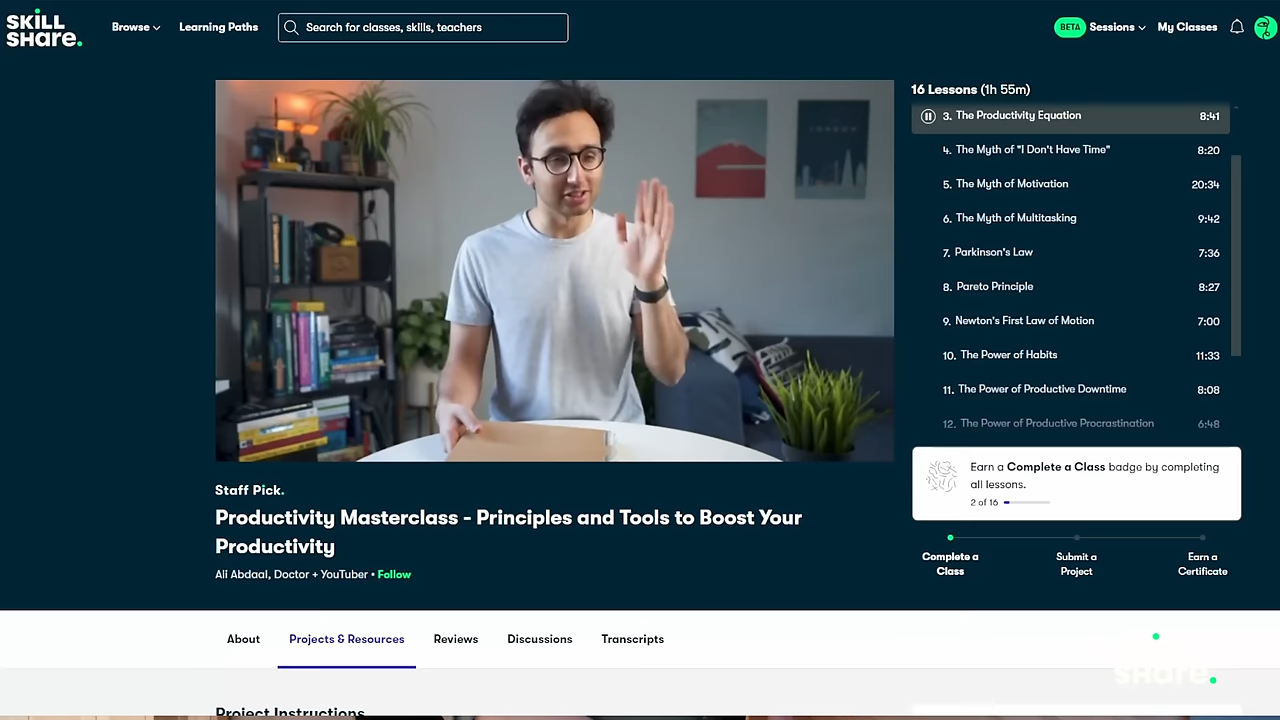 SKILL
SHare.
Browse
Learning Paths
Search for classes, skills, teachers
BETA
Sessions
My Classes
16 Lessons (1h 55m)
3. The Productivity Equation 8:41
4. The Myth of "I Don't Have Time" 8:20
5. The Myth of Motivation 20:34
6. The Myth of Multitasking 9:42
7. Parkinson's Law 7:36
8. Pareto Principle 8:27
9. Newton's First Law of Motion 7:00
10. The Power of Habits 11:33
11. The Power of Productive Downtime 8:08
12. The Power of Productive Procrastination 6:48
LONDON
Earn a Complete a Class badge by completing
all lessons.
2 of 16
Complete a
Class
Submit a
Project
Earn a
Certificate
Staff Pick.
Productivity Masterclass - Principles and Tools to Boost Your
Productivity
Ali Abdaal, Doctor + YouTuber • Follow
About
Projects & Resources
Reviews
Discussions
Transcripts
SHare.
Project Instructions